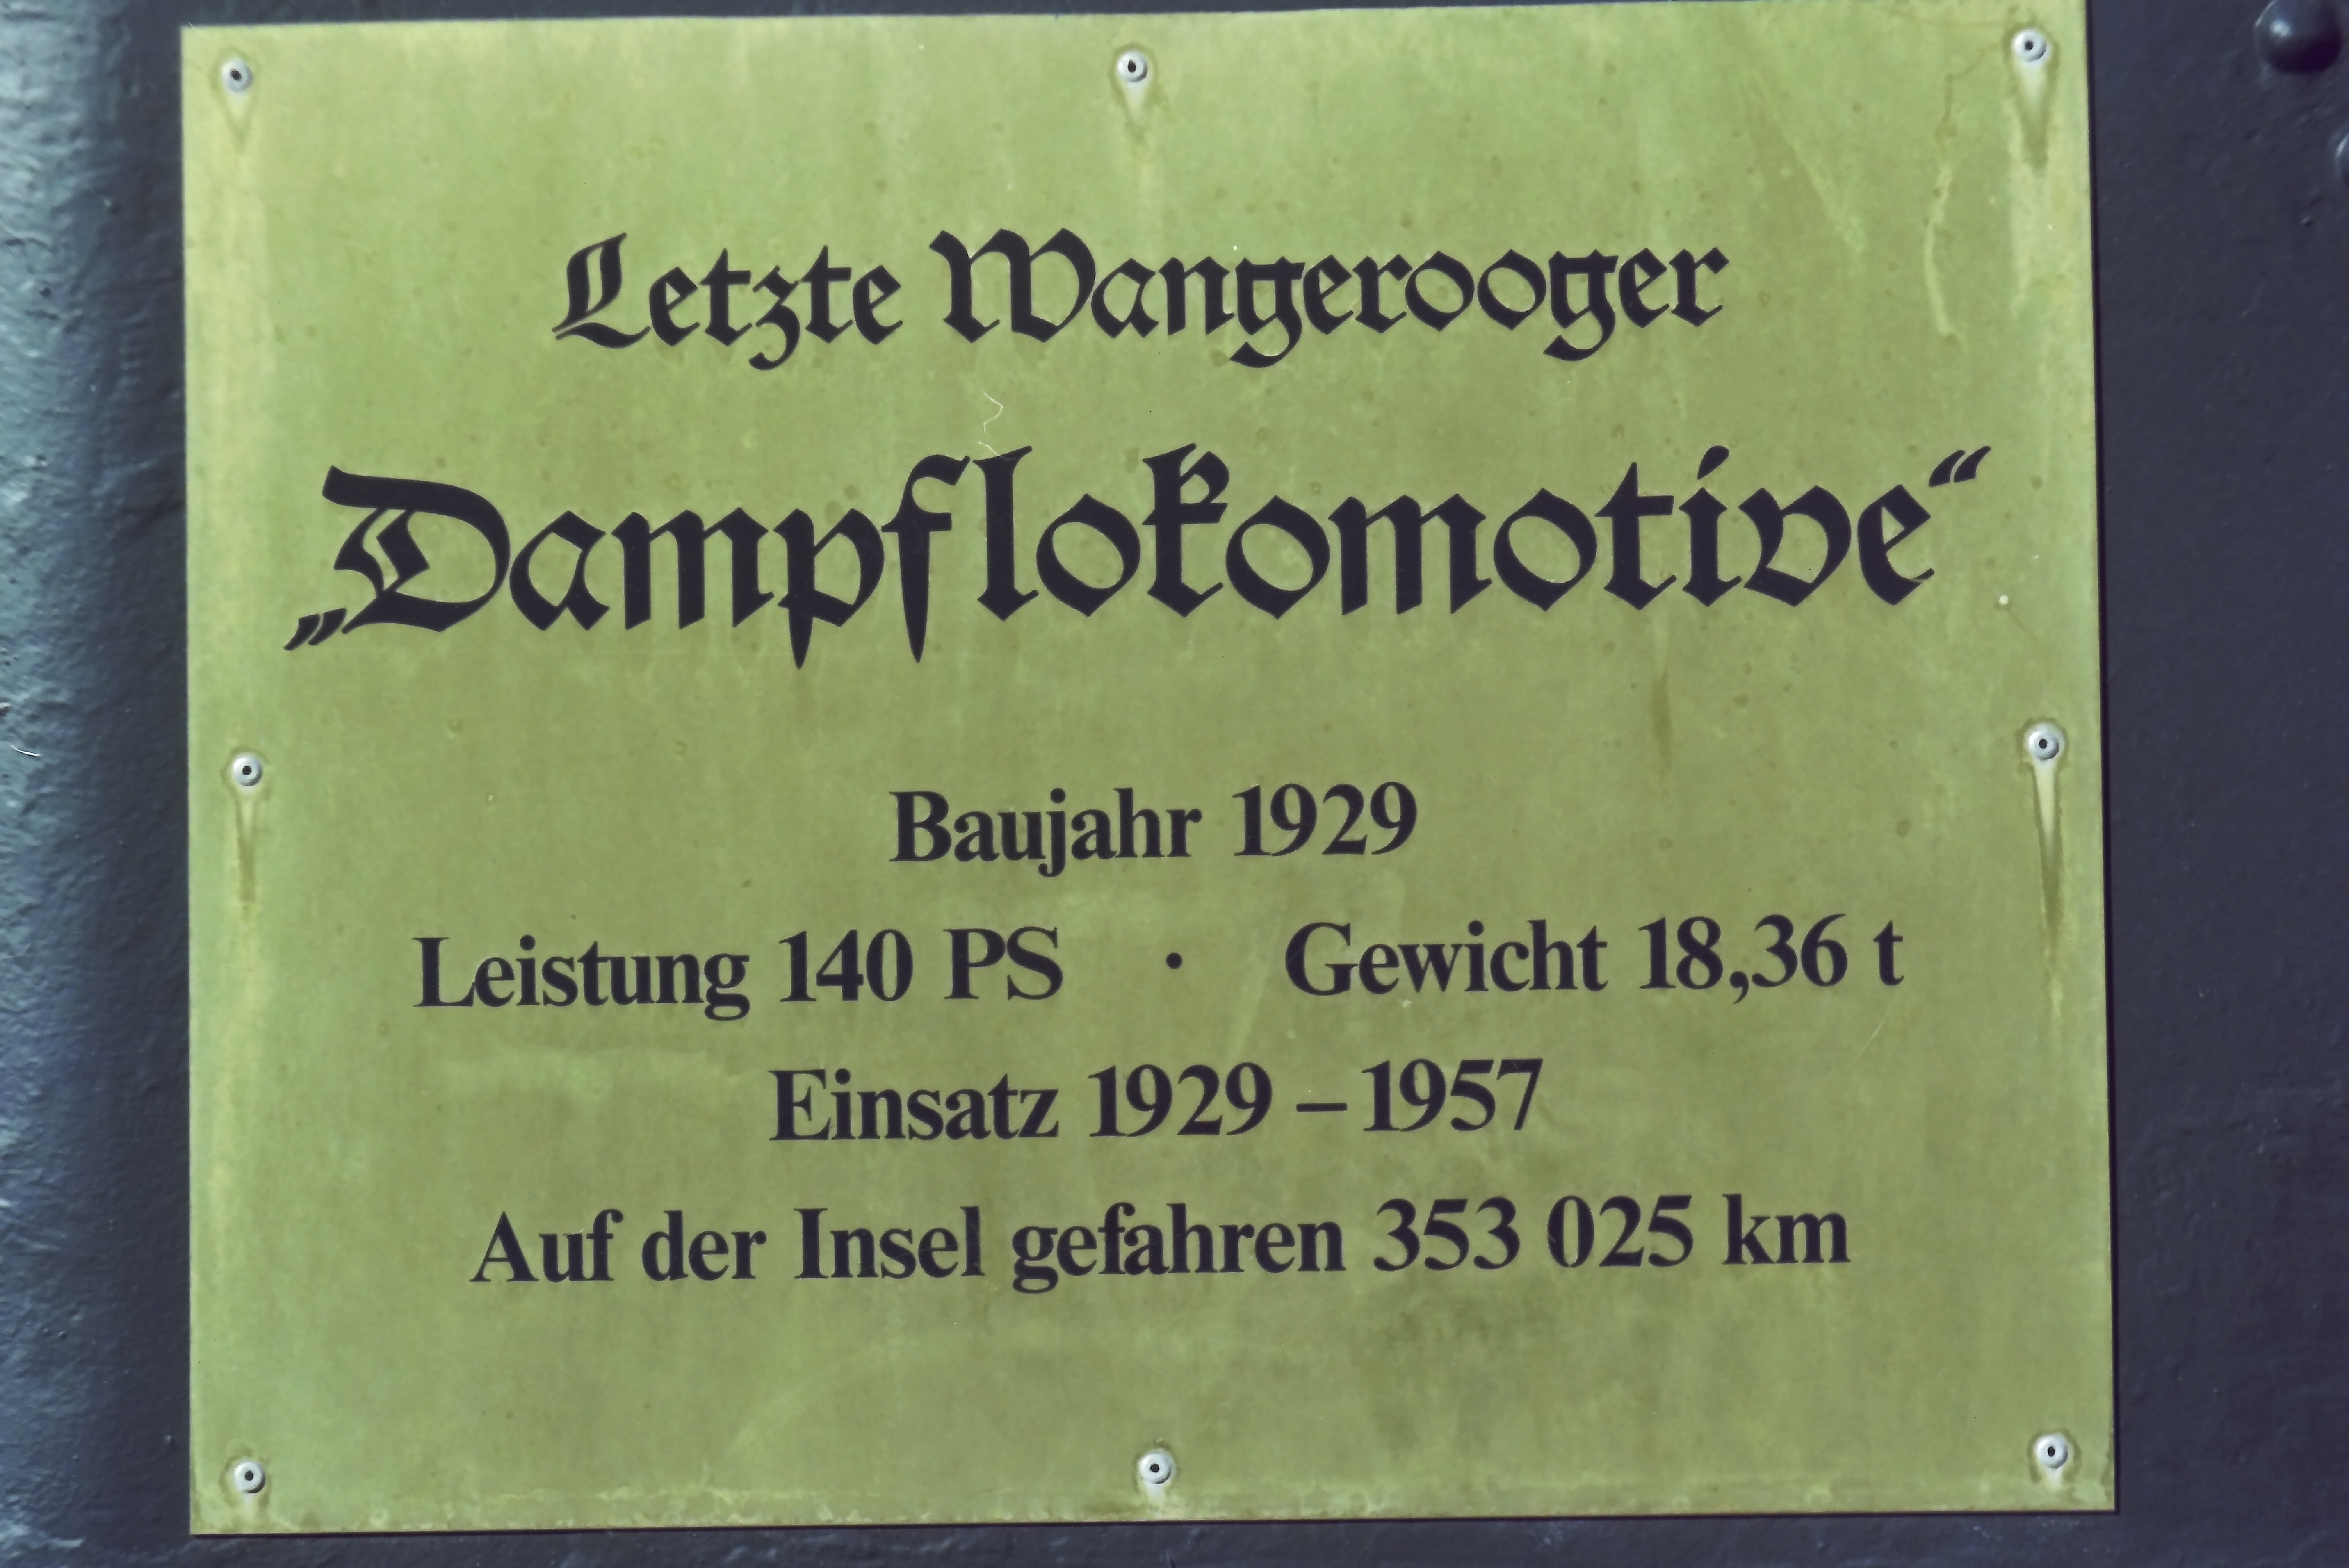 Letzte Wangerooger
„Dampflokomotive“
Baujahr 1929
Leistung 140 PS · Gewicht 18,36 t
Einsatz 1929 – 1957
Auf der Insel gefahren 353 025 km